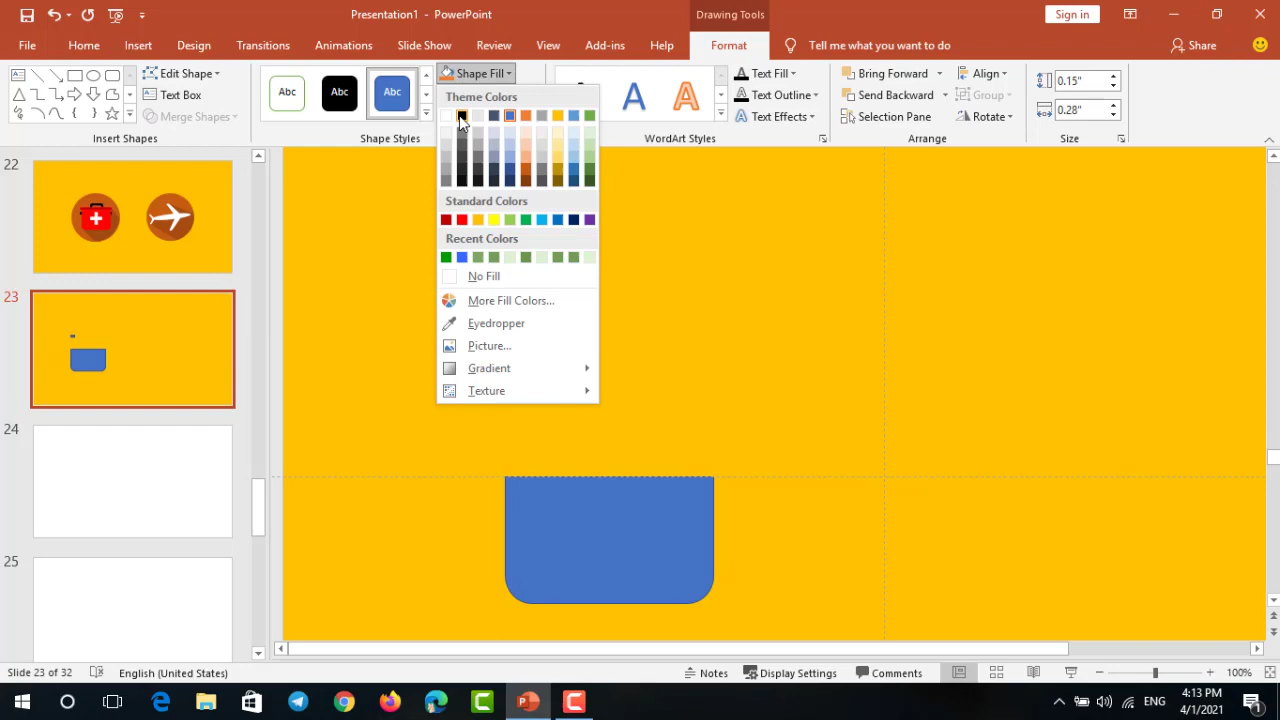 Presentation1 - PowerPoint
Drawing Tools
Sign in
File
Home
Insert
Design
Transitions
Animations
Slide Show
Review
View
Add-ins
Help
Format
Tell me what you want to do
Share
Edit Shape
Text Box
Merge Shapes
Insert Shapes
Abc
Abc
Abc
Shape Styles
Shape Fill
A
A
Text Fill
Text Outline
Text Effects
WordArt Styles
Bring Forward
Send Backward
Selection Pane
Align
Group
Rotate
Arrange
0.15"
0.28"
Size
Theme Colors
Standard Colors
Recent Colors
No Fill
More Fill Colors...
Eyedropper
Picture...
Gradient
Texture
22
23
24
25
Slide 23 of 32
English (United States)
Notes
Display Settings
Comments
100%
ENG
4:13 PM
4/1/2021
1